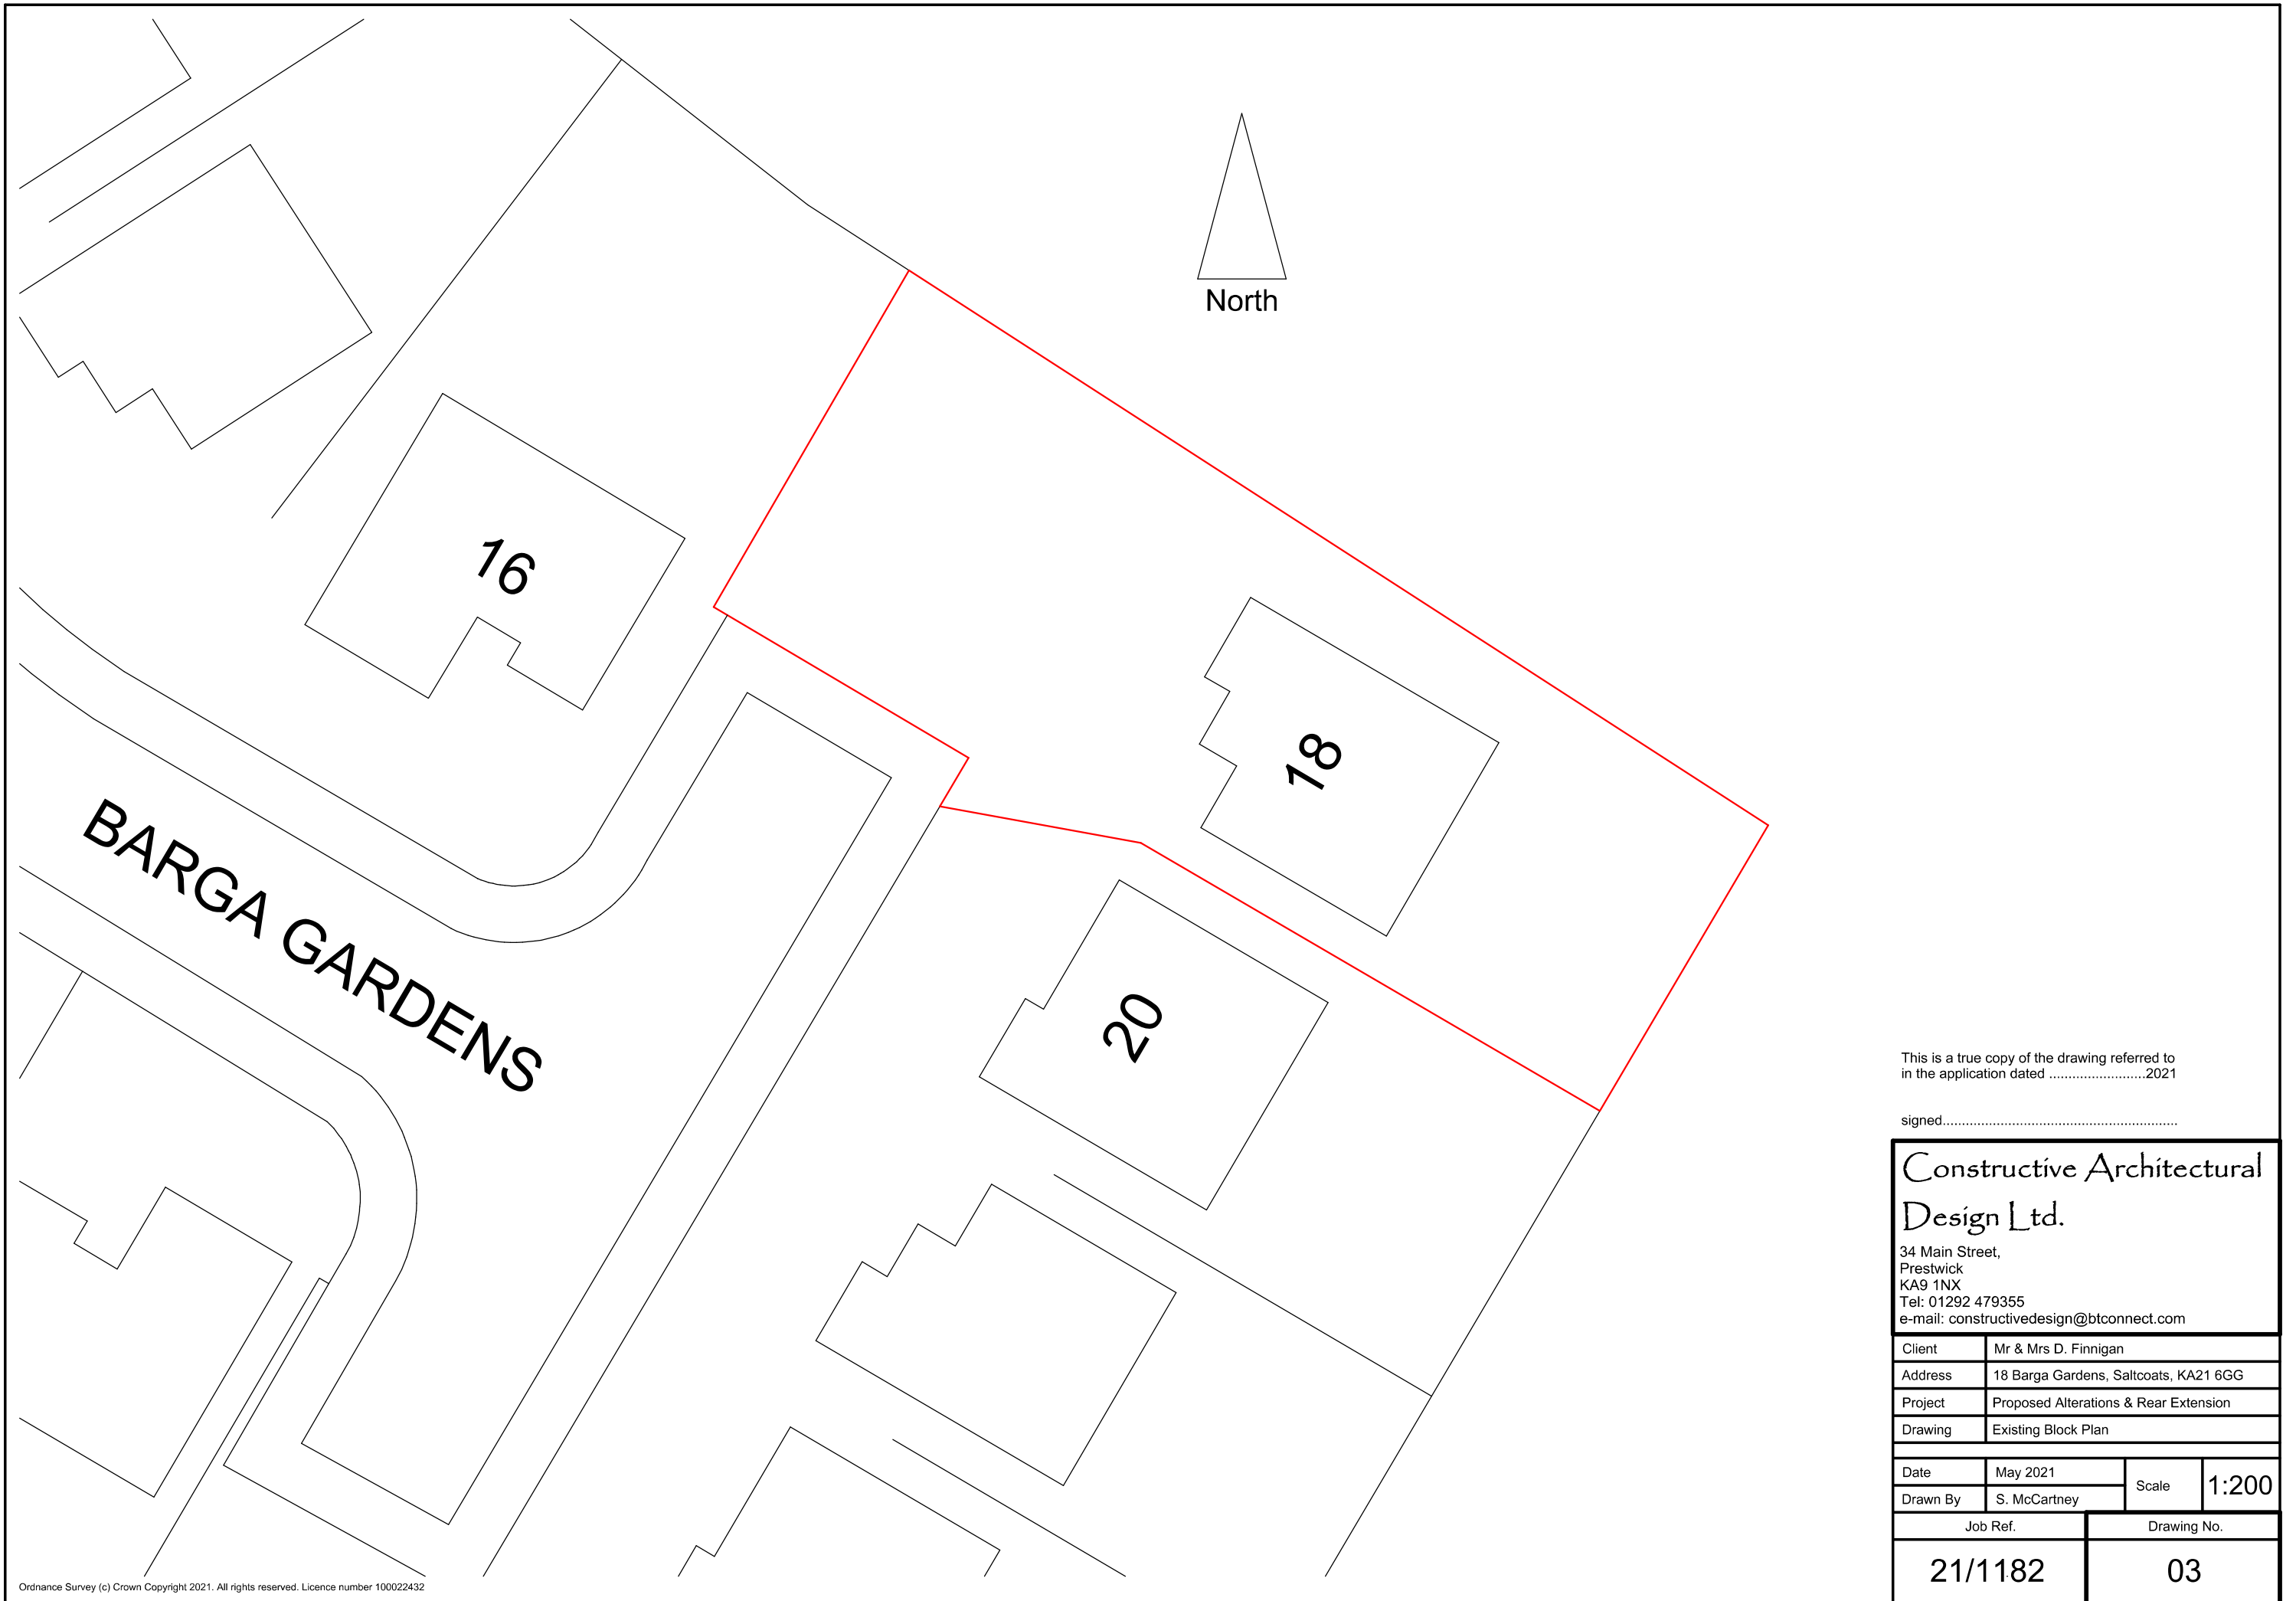 North
16
18
20
BARGA GARDENS
This is a true copy of the drawing referred to
in the application dated .........................2021
signed.............................................................
Constructive Architectural
Design Ltd.
34 Main Street,
Prestwick
KA9 1NX
Tel: 01292 479355
e-mail: constructivedesign@btconnect.com
Client Mr & Mrs D. Finnigan
Address 18 Barga Gardens, Saltcoats, KA21 6GG
Project Proposed Alterations & Rear Extension
Drawing Existing Block Plan
Date May 2021
Scale 1:200
Drawn By S. McCartney
Job Ref. Drawing No.
21/1182 03
Ordnance Survey (c) Crown Copyright 2021. All rights reserved. Licence number 100022432